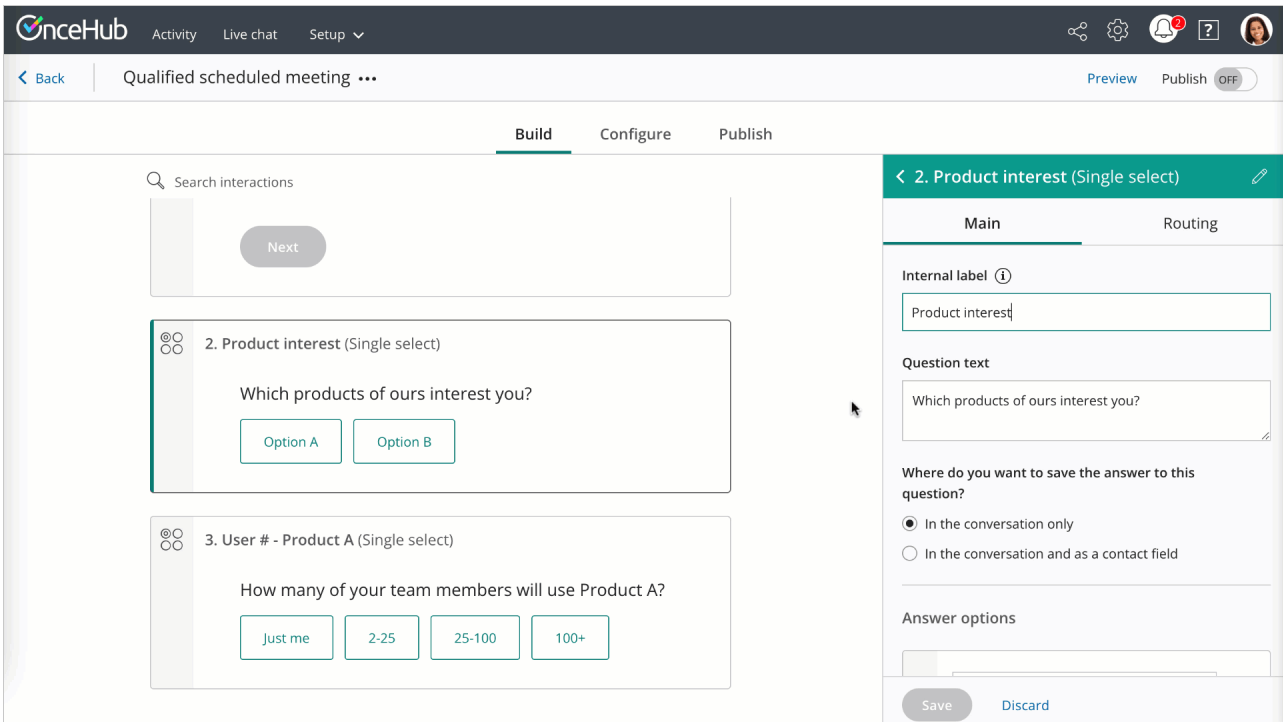 OnceHub Activity Live chat Setup 2 ?
Back Qualified scheduled meeting ••• Preview Publish OFF
Build Configure Publish
Search interactions
Next
2. Product interest (Single select)
Which products of ours interest you?
Option A Option B
3. User # - Product A (Single select)
How many of your team members will use Product A?
Just me 2-25 25-100 100+
2. Product interest (Single select)
Main Routing
Internal label i
Product interest
Question text
Which products of ours interest you?
Where do you want to save the answer to this
question?
In the conversation only
In the conversation and as a contact field
Answer options
Save Discard